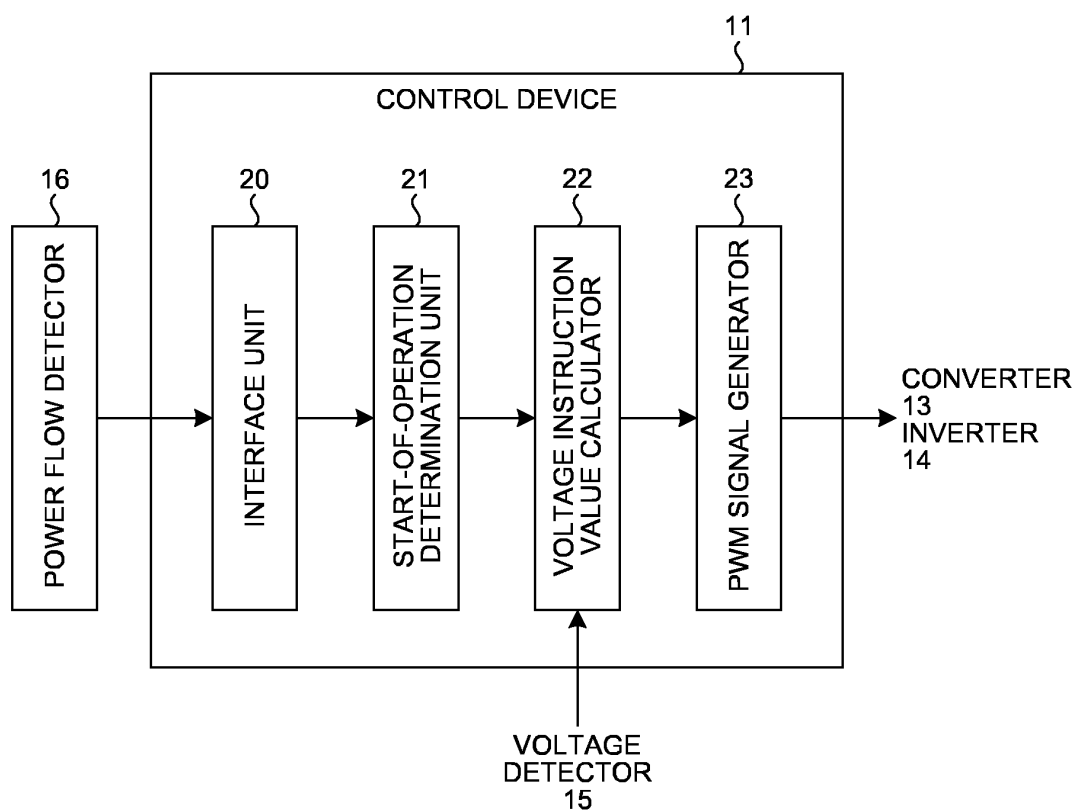 11
CONTROL DEVICE
16
20
21
22
23
POWER FLOW DETECTOR
INTERFACE UNIT
START-OF-OPERATION
DETERMINATION UNIT
VOLTAGE INSTRUCTION
VALUE CALCULATOR
PWM SIGNAL GENERATOR
CONVERTER
13
INVERTER
14
VOLTAGE
DETECTOR
15